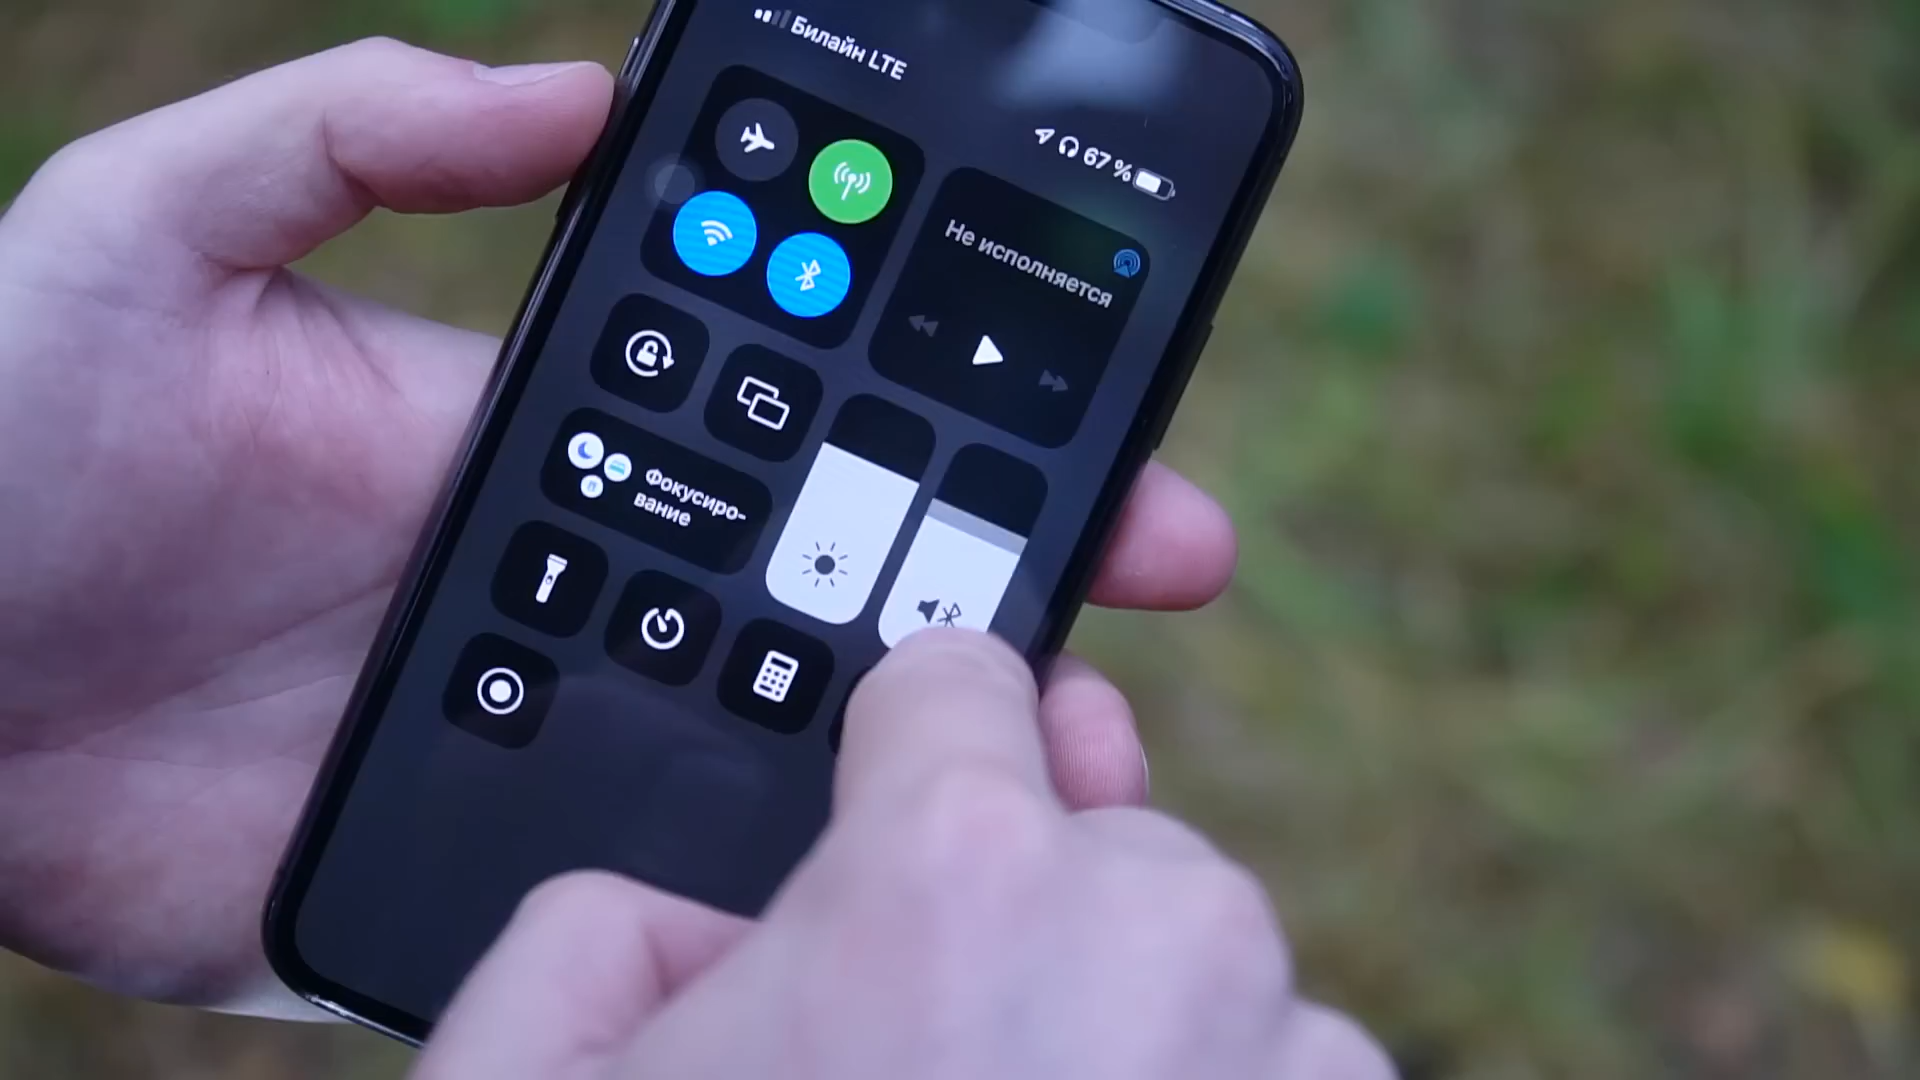 Билайн LTE
67 %
Не исполняется
Фокусиро-
вание